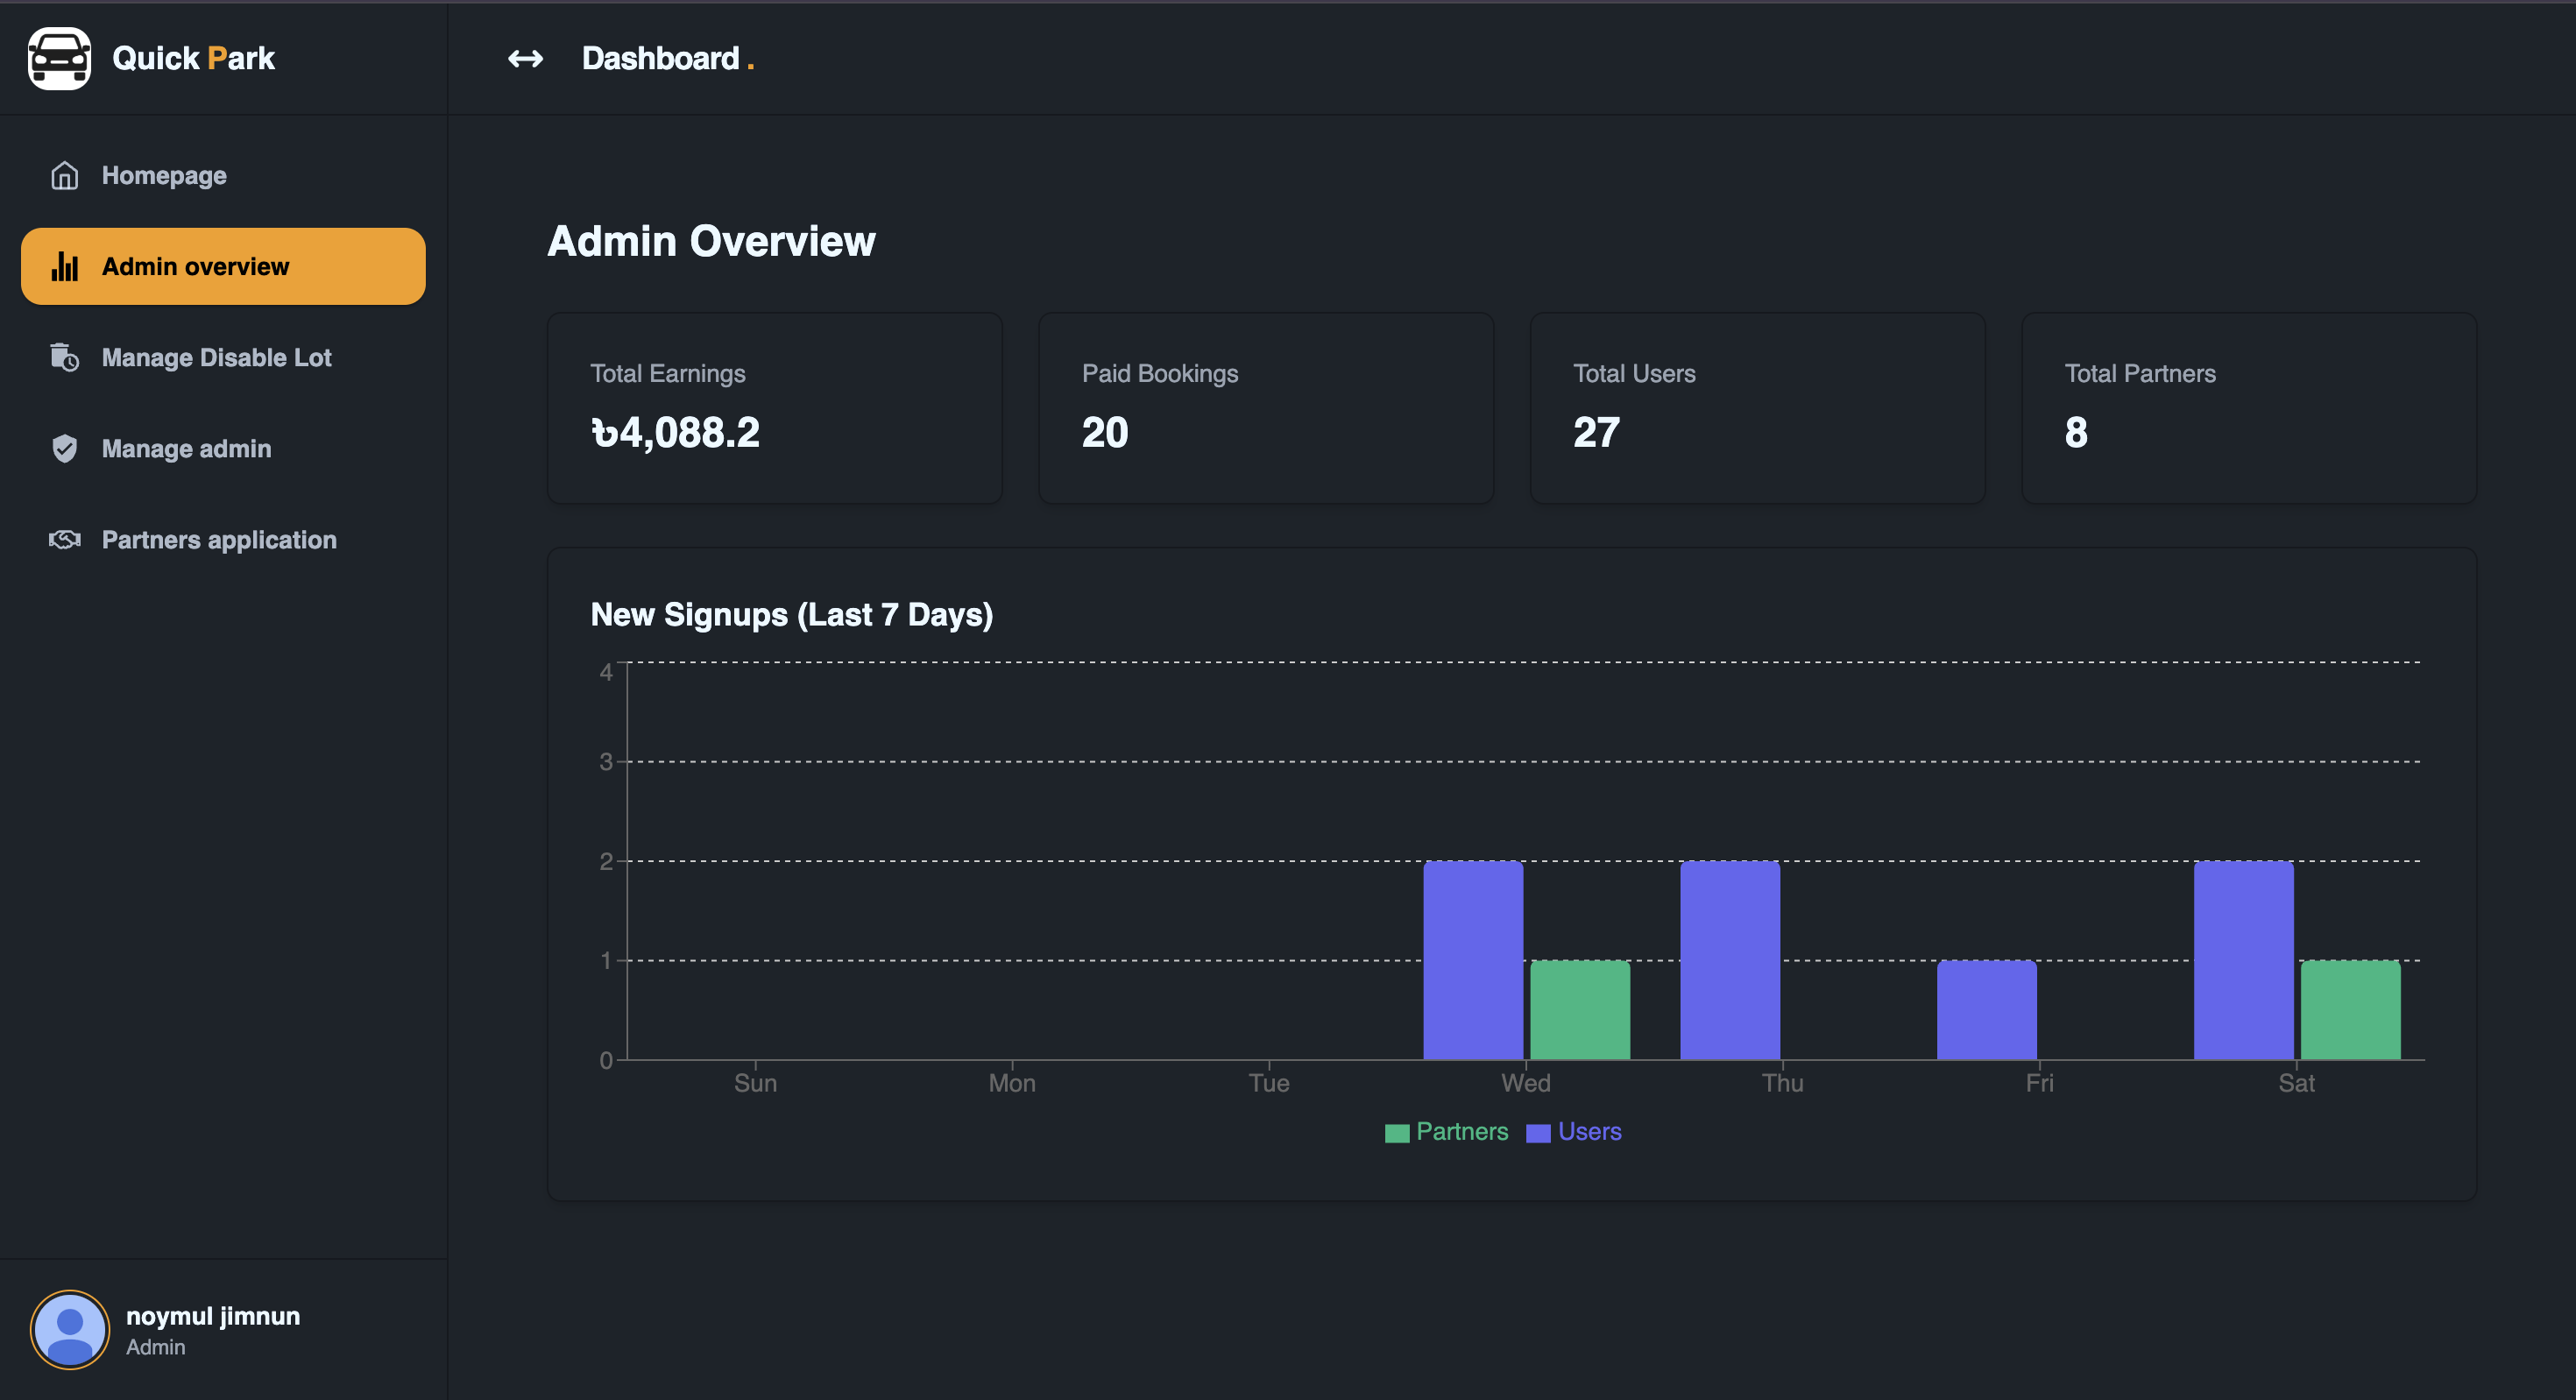 Quick Park
Dashboard .
Homepage
Admin overview
Manage Disable Lot
Manage admin
Partners application
noymul jimnun
Admin
Admin Overview
Total Earnings
৳4,088.2
Paid Bookings
20
Total Users
27
Total Partners
8
New Signups (Last 7 Days)
4
3
2
1
0
Sun Mon Tue Wed Thu Fri Sat
Partners Users